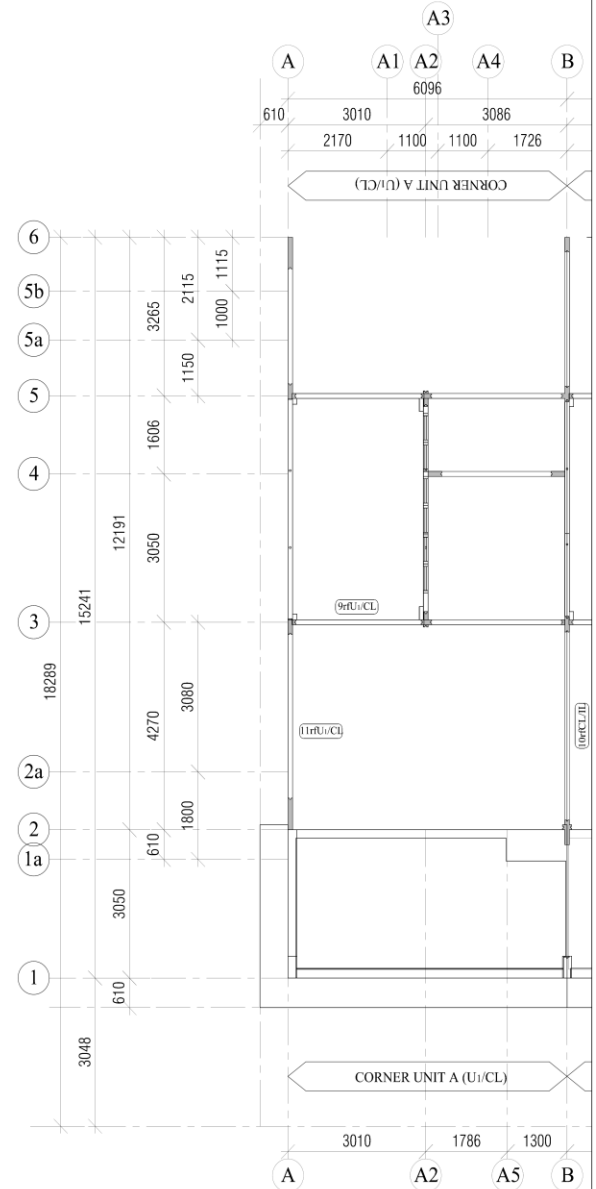 A3
A
A1
A2
A4
B
6096
610
3010
3086
2170
1100
1100
1726
CORNER UNIT A (U1/CL)
6
5b
5a
5
4
3
2a
2
1a
1
1115
2115
3265
1000
1150
1606
12191
3050
15241
18289
3080
4270
1800
610
3050
610
3048
9rfU1/CL
11rfU1/CL
10rfCL/IL
CORNER UNIT A (U1/CL)
3010
1786
1300
A
A2
A5
B